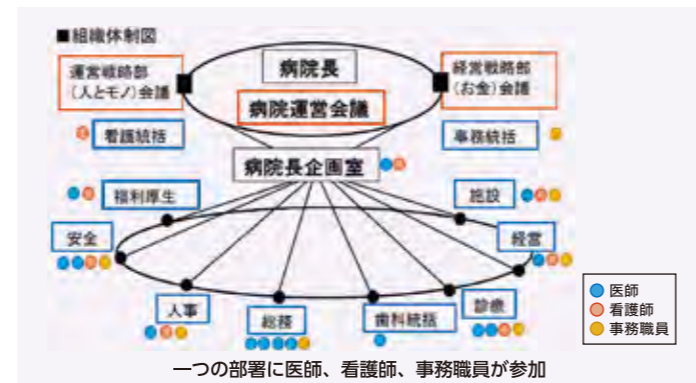 ■組織体制図
病院長
病院運営会議
運営戦略部
(人とモノ)会議
経営戦略部
(お金)会議
看護統括
事務統括
病院長企画室
福利厚生
施設
安全
経営
人事
総務
歯科統括
診療
医師
看護師
事務職員
一つの部署に医師、看護師、事務職員が参加